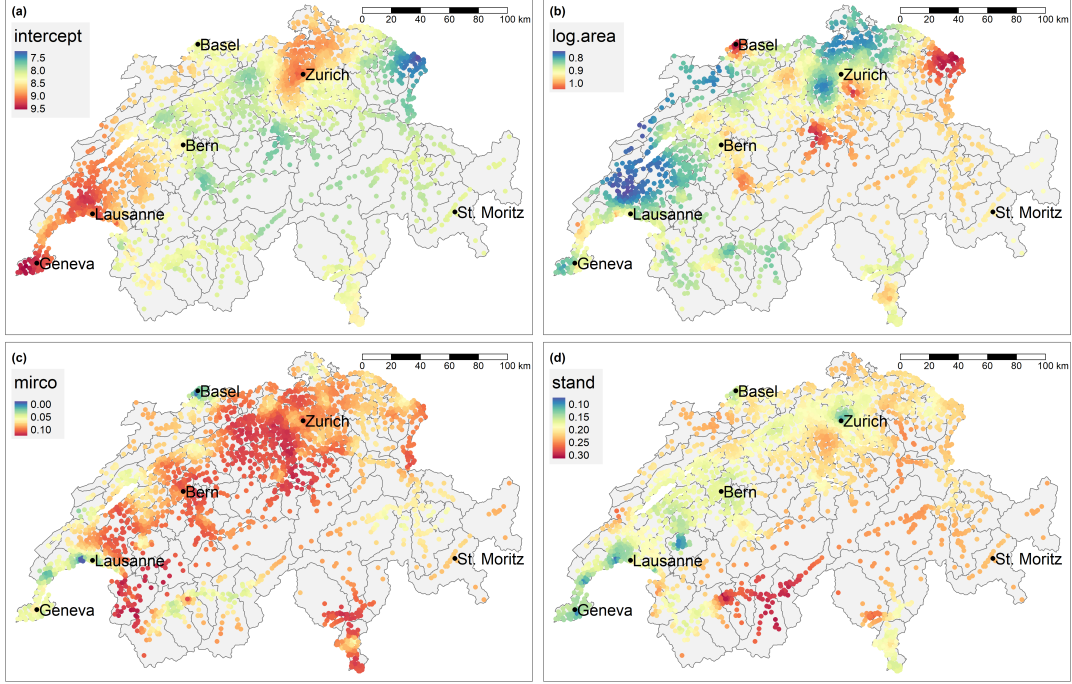 (a)
0 20 40 60 80 100 km
intercept
7.5
8.0
8.5
9.0
9.5
Basel
Zurich
Bern
Lausanne
St. Moritz
Geneva
(b)
0 20 40 60 80 100 km
log.area
0.8
0.9
1.0
Basel
Zurich
Bern
Lausanne
St. Moritz
Geneva
(c)
0 20 40 60 80 100 km
mirco
0.00
0.05
0.10
Basel
Zurich
Bern
Lausanne
St. Moritz
Geneva
(d)
0 20 40 60 80 100 km
stand
0.10
0.15
0.20
0.25
0.30
Basel
Zurich
Bern
Lausanne
St. Moritz
Geneva